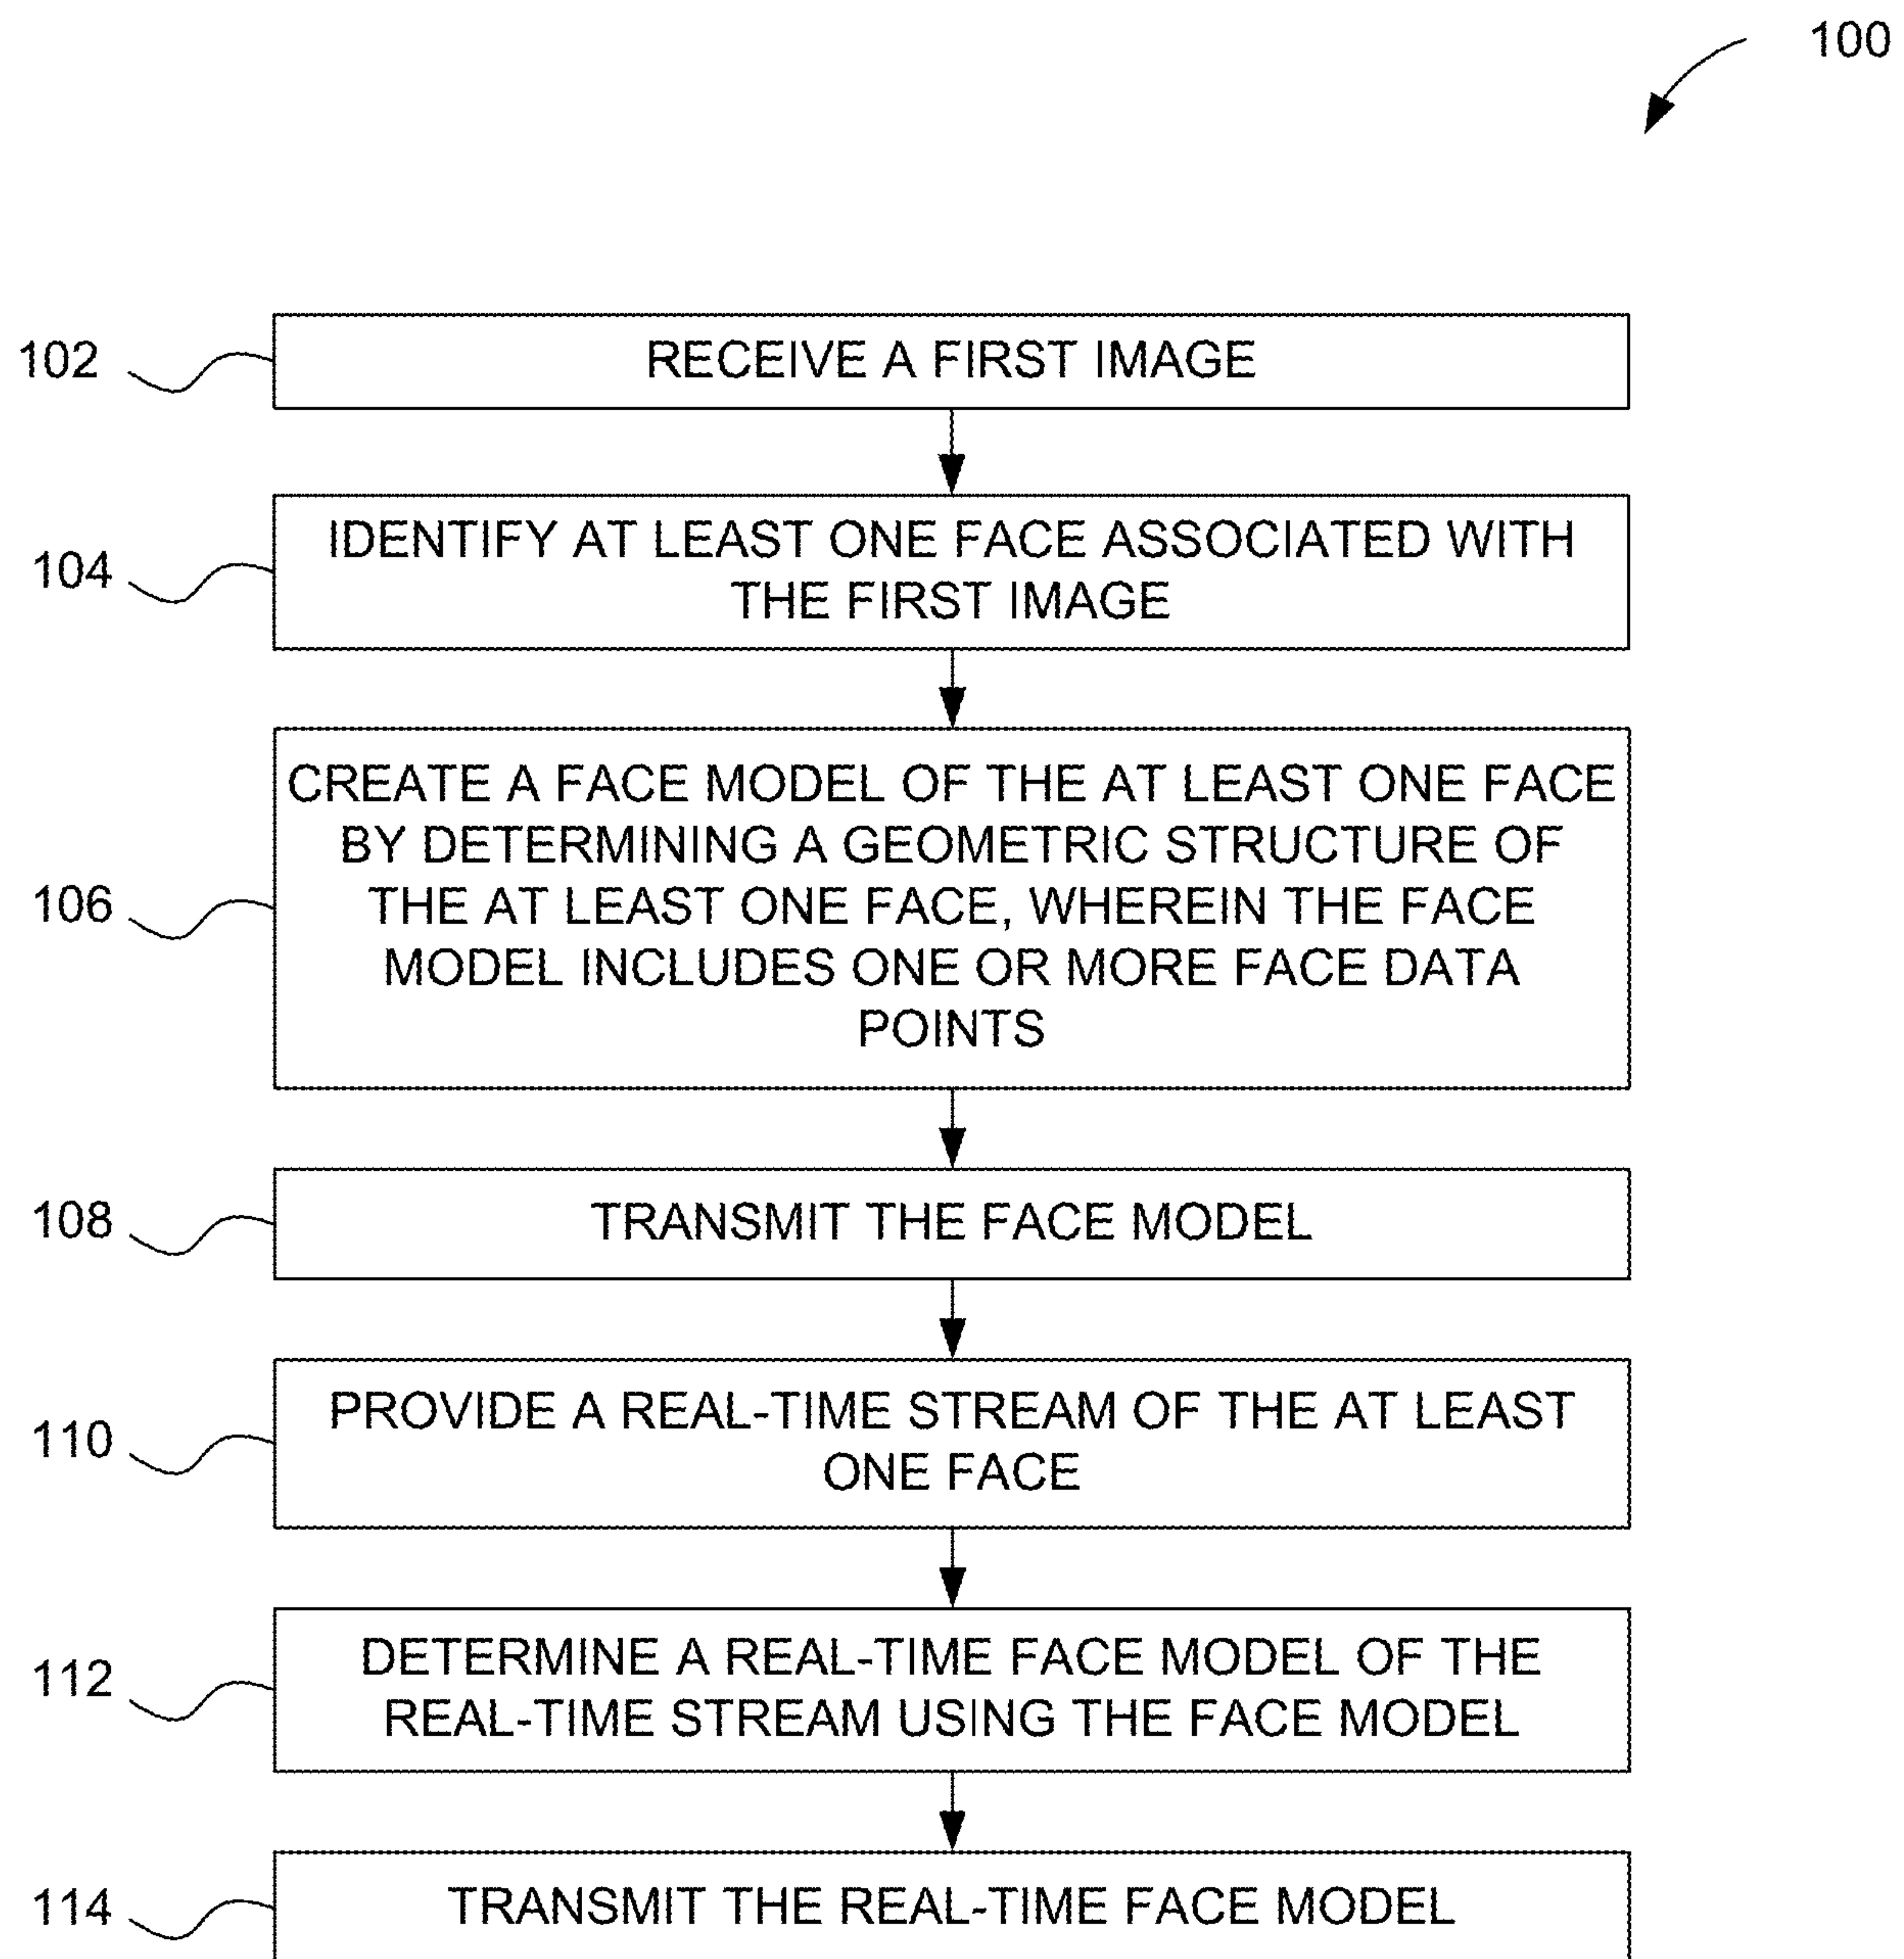 100
102
RECEIVE A FIRST IMAGE
104
IDENTIFY AT LEAST ONE FACE ASSOCIATED WITH
THE FIRST IMAGE
106
CREATE A FACE MODEL OF THE AT LEAST ONE FACE
BY DETERMINING A GEOMETRIC STRUCTURE OF
THE AT LEAST ONE FACE, WHEREIN THE FACE
MODEL INCLUDES ONE OR MORE FACE DATA
POINTS
108
TRANSMIT THE FACE MODEL
110
PROVIDE A REAL-TIME STREAM OF THE AT LEAST
ONE FACE
112
DETERMINE A REAL-TIME FACE MODEL OF THE
REAL-TIME STREAM USING THE FACE MODEL
114
TRANSMIT THE REAL-TIME FACE MODEL